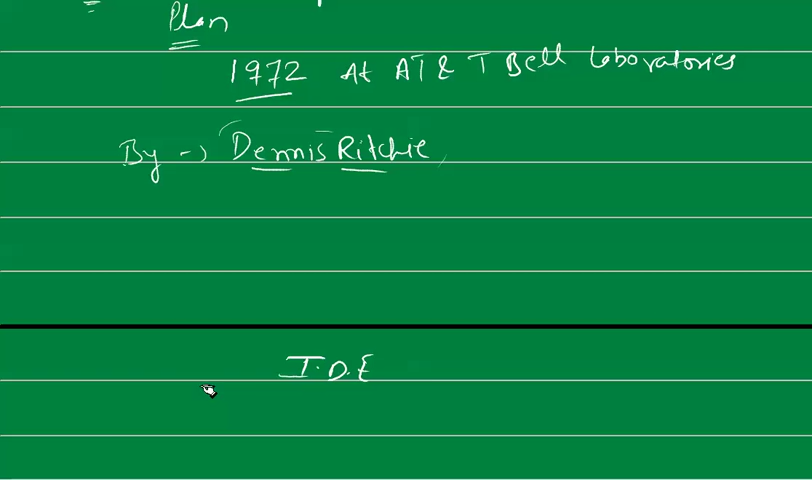 Plan
1972 At AT & T Bell Laboratories
By → Dennis Ritchie
I.D.E